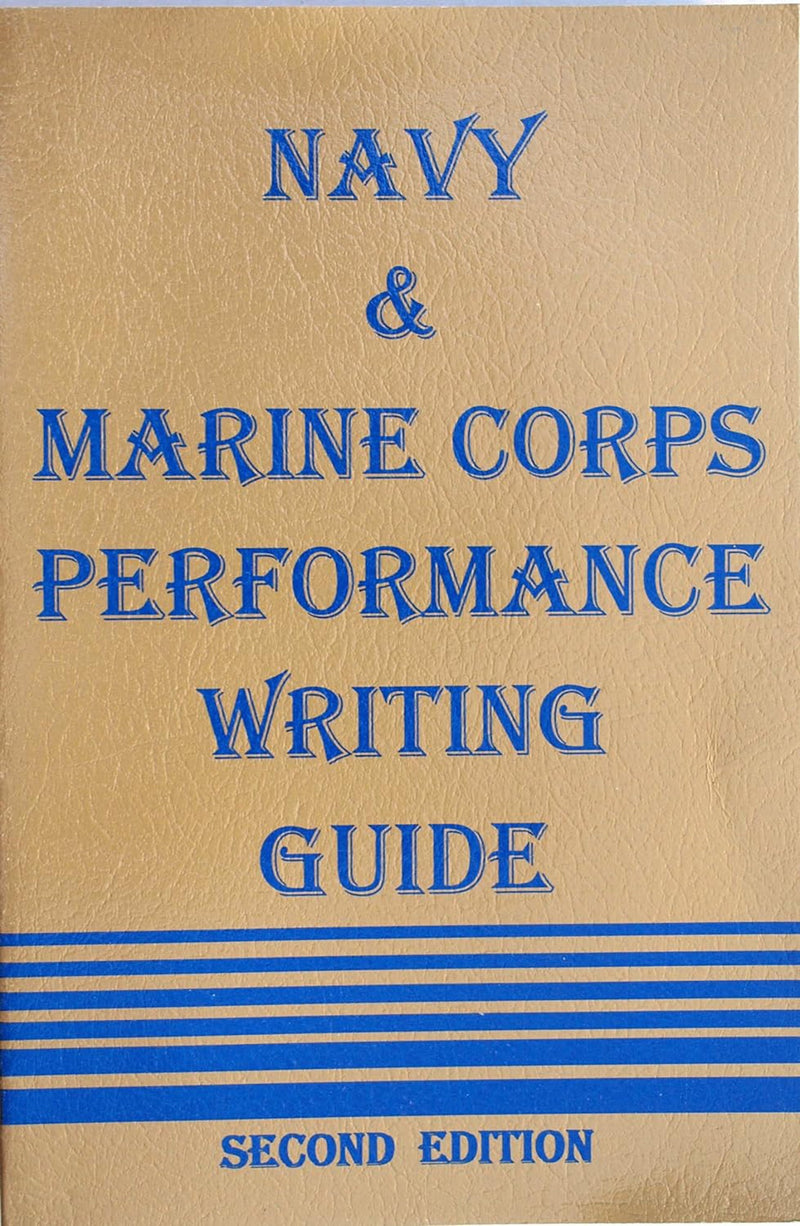 NAVY
&
MARINE CORPS
PERFORMANCE
WRITING
GUIDE
SECOND EDITION